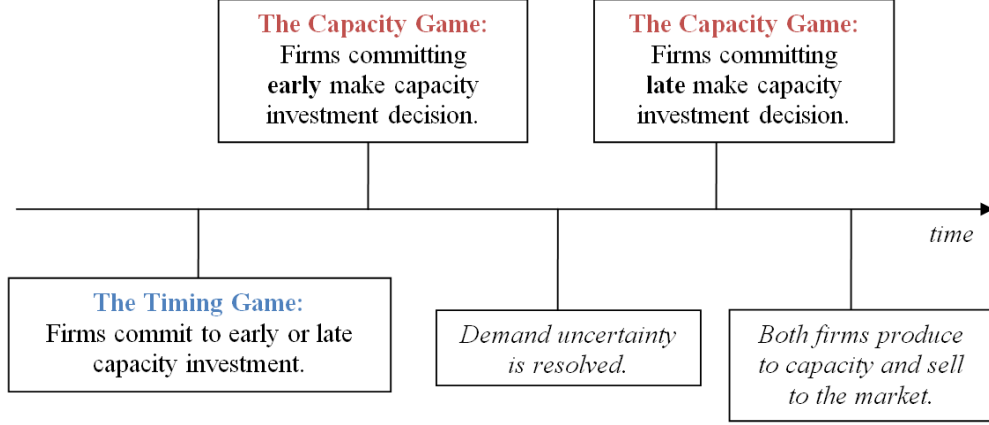 The Capacity Game:
Firms committing
early make capacity
investment decision.
The Capacity Game:
Firms committing
late make capacity
investment decision.
time
The Timing Game:
Firms commit to early or late
capacity investment.
Demand uncertainty
is resolved.
Both firms produce
to capacity and sell
to the market.